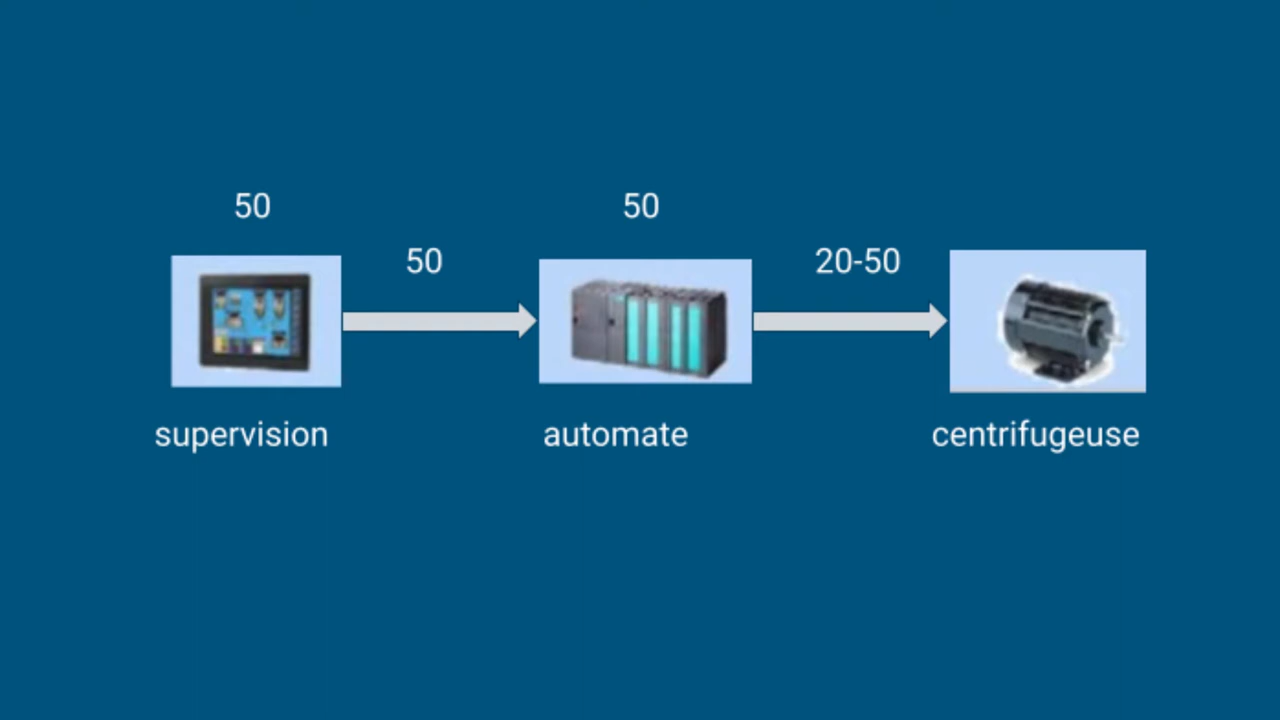 50
50
50
20-50
supervision
automate
centrifugeuse